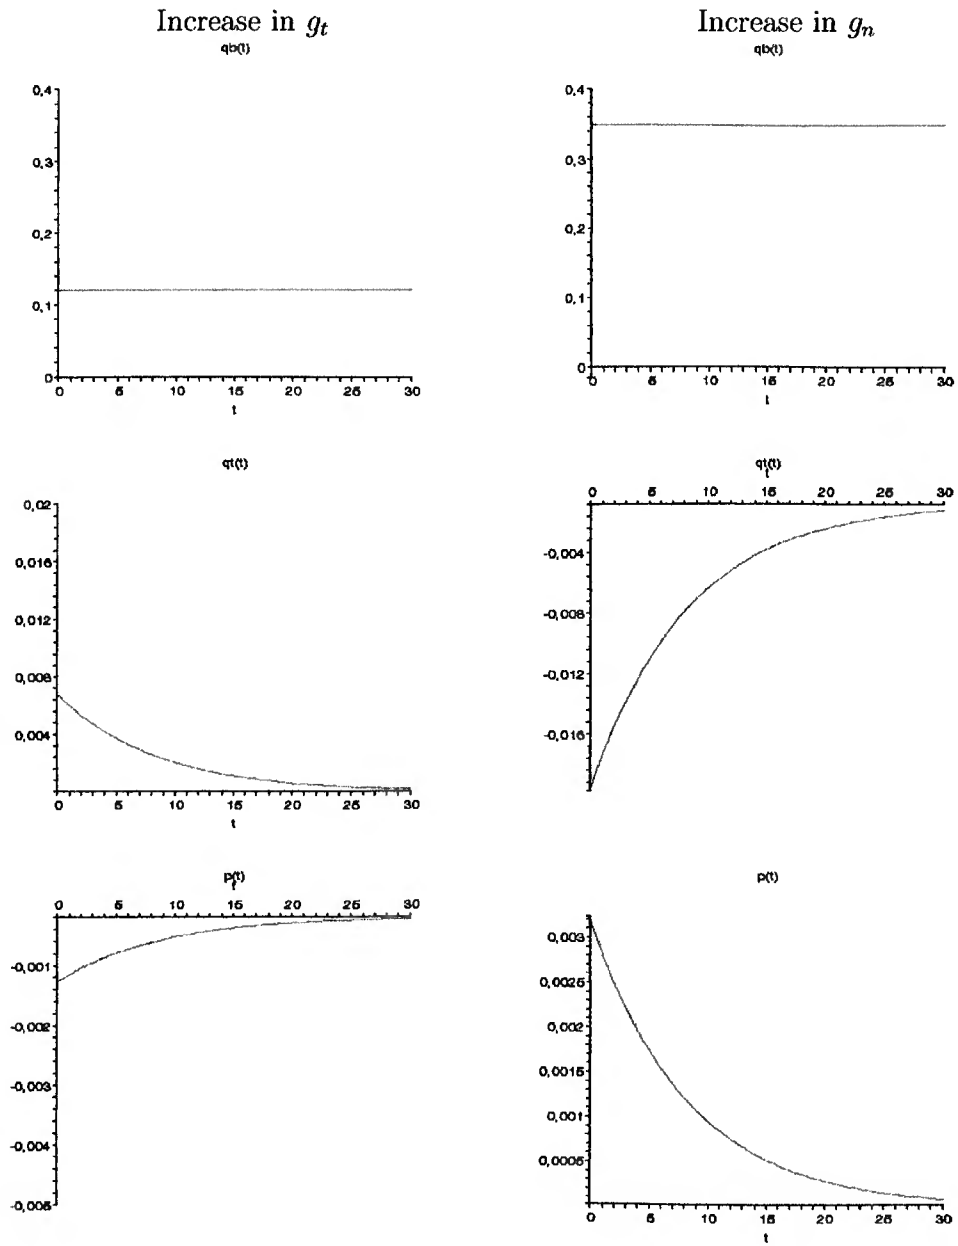 Increase in gₜ
qb(t)
0,4
0,3
0,2
0,1
0
0 5 10 15 20 25 30
t
Increase in gₙ
qb(t)
0,4
0,3
0,2
0,1
0
0 5 10 15 20 25 30
t
qt(t)
0,02
0,016
0,012
0,008
0,004
0 5 10 15 20 25 30
t
qt(t)
t
0 5 10 15 20 25 30
-0,004
-0,008
-0,012
-0,016
p(t)
t
0 5 10 15 20 25 30
-0,001
-0,002
-0,003
-0,004
-0,005
p(t)
0,003
0,0025
0,002
0,0015
0,001
0,0005
0 5 10 15 20 25 30
t